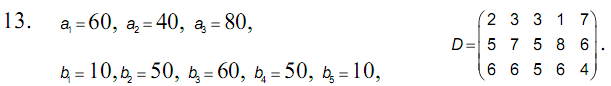 13. a₁ = 60, a₂ = 40, a₃ = 80,
b₁ = 10, b₂ = 50, b₃ = 60, b₄ = 50, b₅ = 10,
D = (2 3 3 1 7
5 7 5 8 6
6 6 5 6 4).